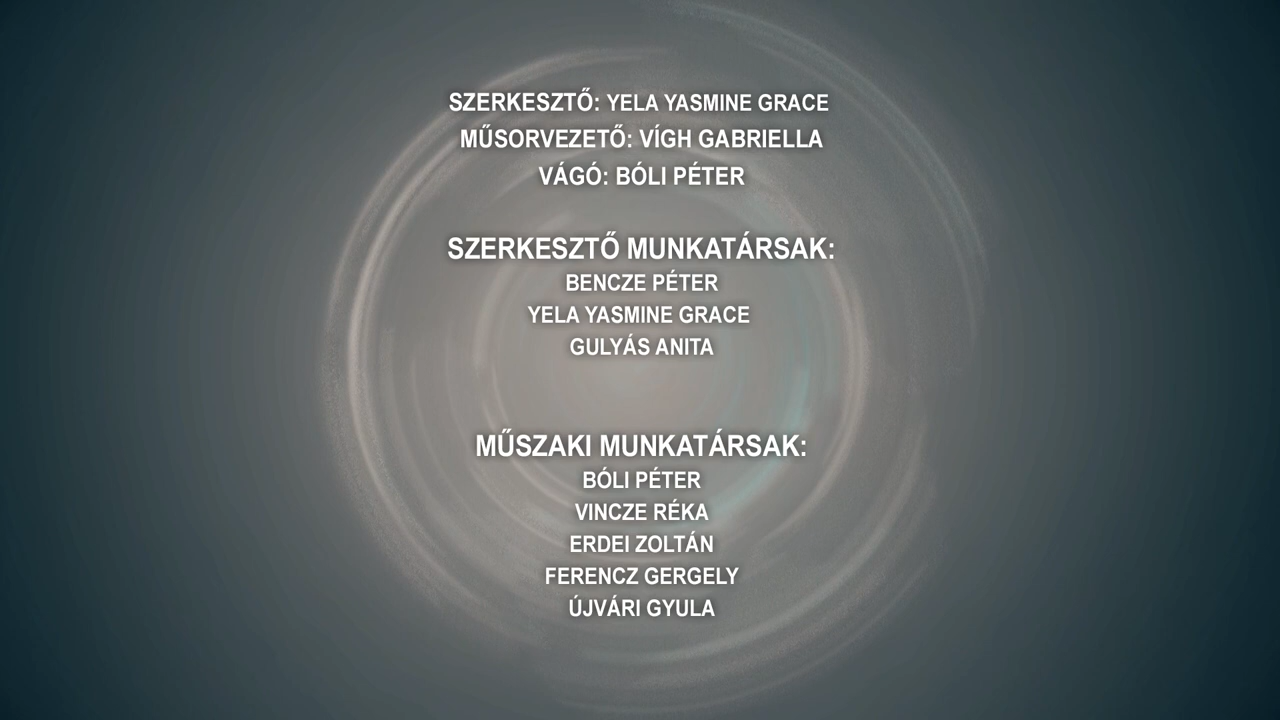 SZERKESZTŐ: YELA YASMINE GRACE
MŰSORVEZETŐ: VÍGH GABRIELLA
VÁGÓ: BÓLI PÉTER
SZERKESZTŐ MUNKATÁRSAK:
BENCZE PÉTER
YELA YASMINE GRACE
GULYÁS ANITA
MŰSZAKI MUNKATÁRSAK:
BÓLI PÉTER
VINCZE RÉKA
ERDEI ZOLTÁN
FERENCZ GERGELY
ÚJVÁRI GYULA